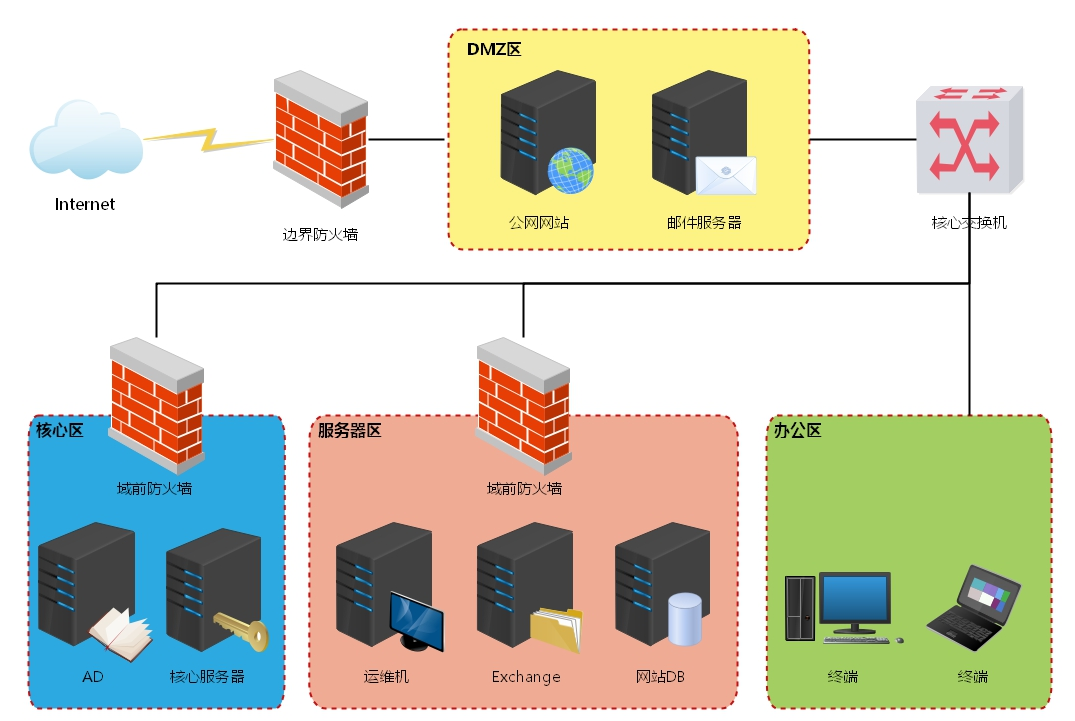 DMZ区
Internet
边界防火墙
公网网站
邮件服务器
核心交换机
核心区
服务器区
办公区
域前防火墙
域前防火墙
AD
核心服务器
运维机
Exchange
网站DB
终端
终端